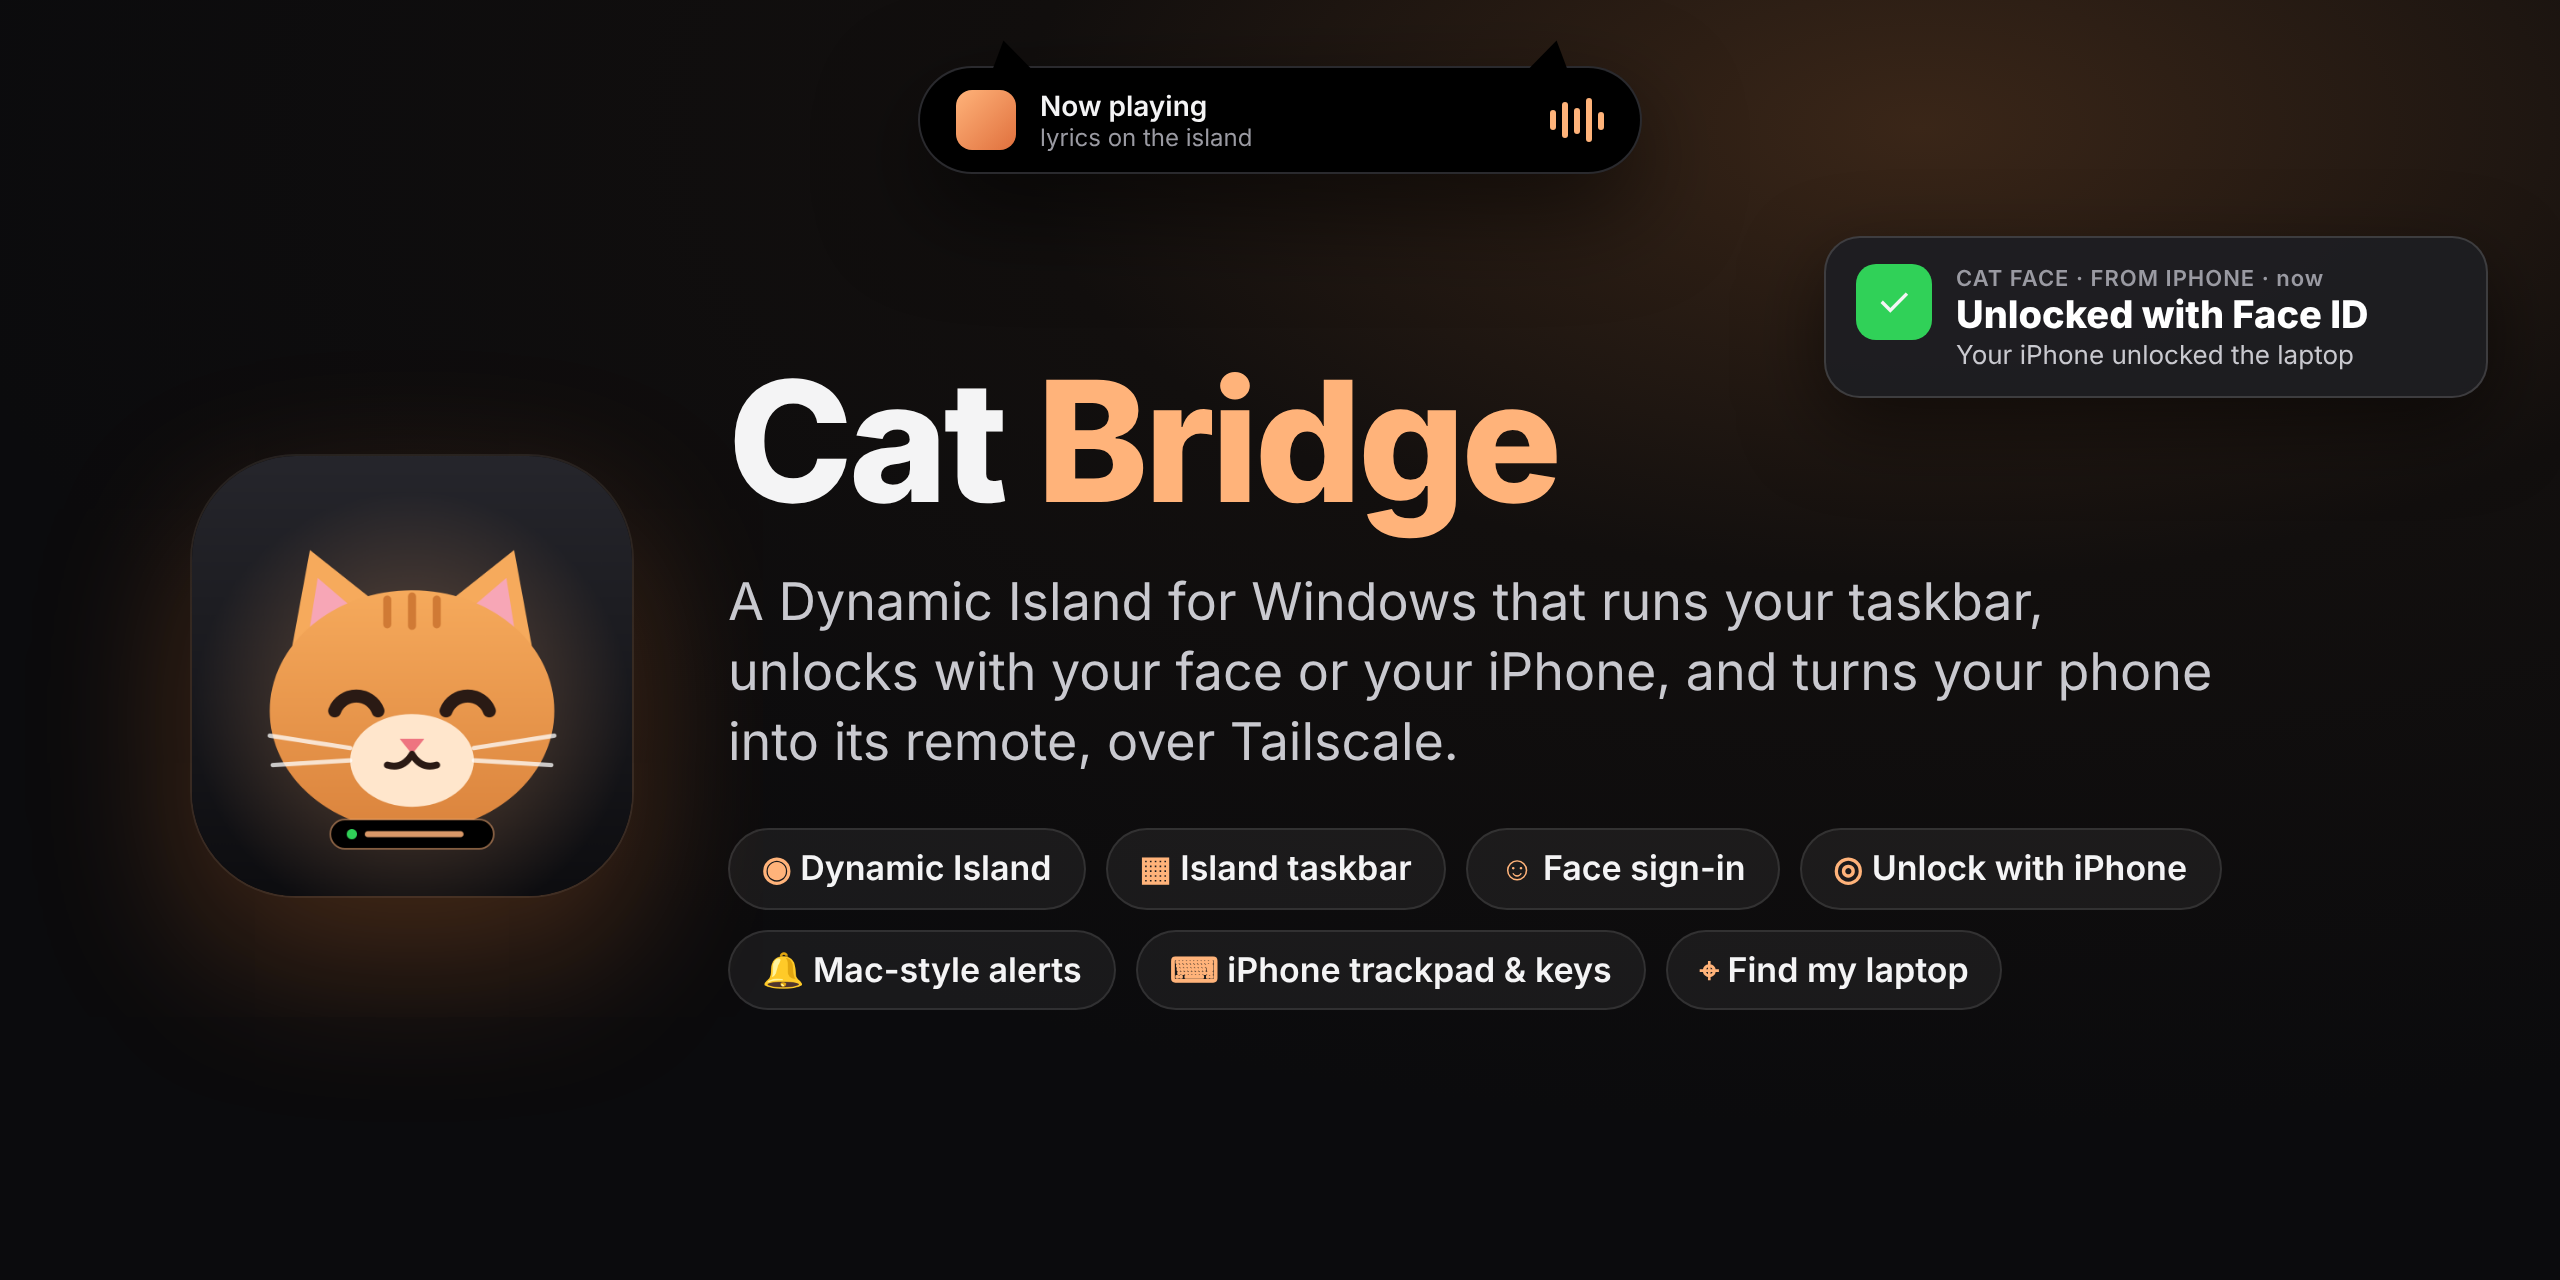 Now playing
lyrics on the island
CAT FACE · FROM IPHONE · now
Unlocked with Face ID
Your iPhone unlocked the laptop
Cat Bridge
A Dynamic Island for Windows that runs your taskbar,
unlocks with your face or your iPhone, and turns your phone
into its remote, over Tailscale.
◉ Dynamic Island
▦ Island taskbar
☺ Face sign-in
◎ Unlock with iPhone
🔔 Mac-style alerts
⌨ iPhone trackpad & keys
⌖ Find my laptop